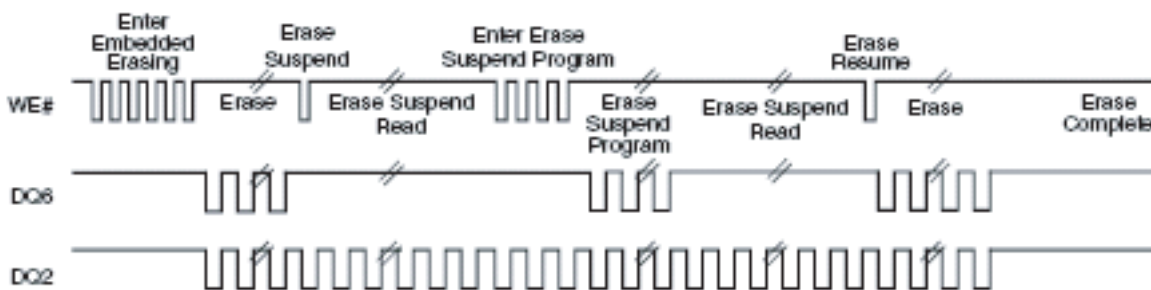 Enter
Embedded
Erasing
Erase
Suspend
Enter Erase
Suspend Program
Erase
Resume
WE#
Erase
Erase Suspend
Read
Erase
Suspend
Program
Erase Suspend
Read
Erase
Erase
Complete
DQ6
DQ2